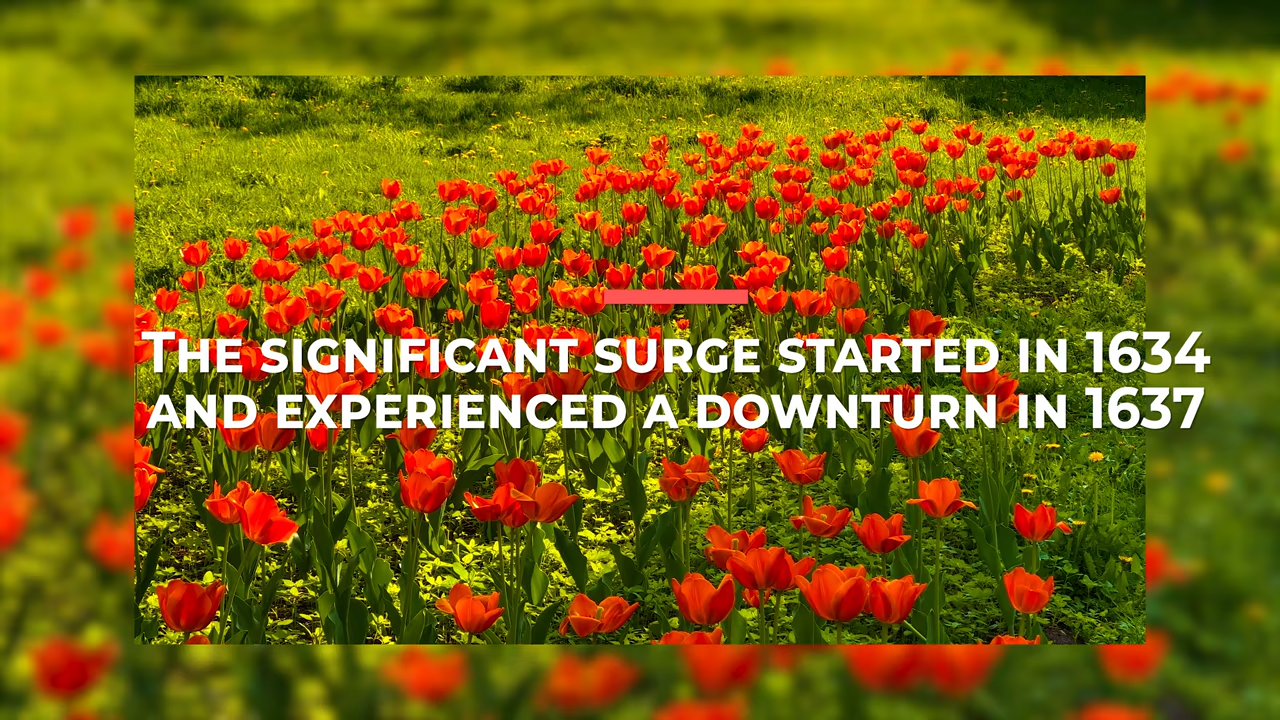 The significant surge started in 1634
and experienced a downturn in 1637